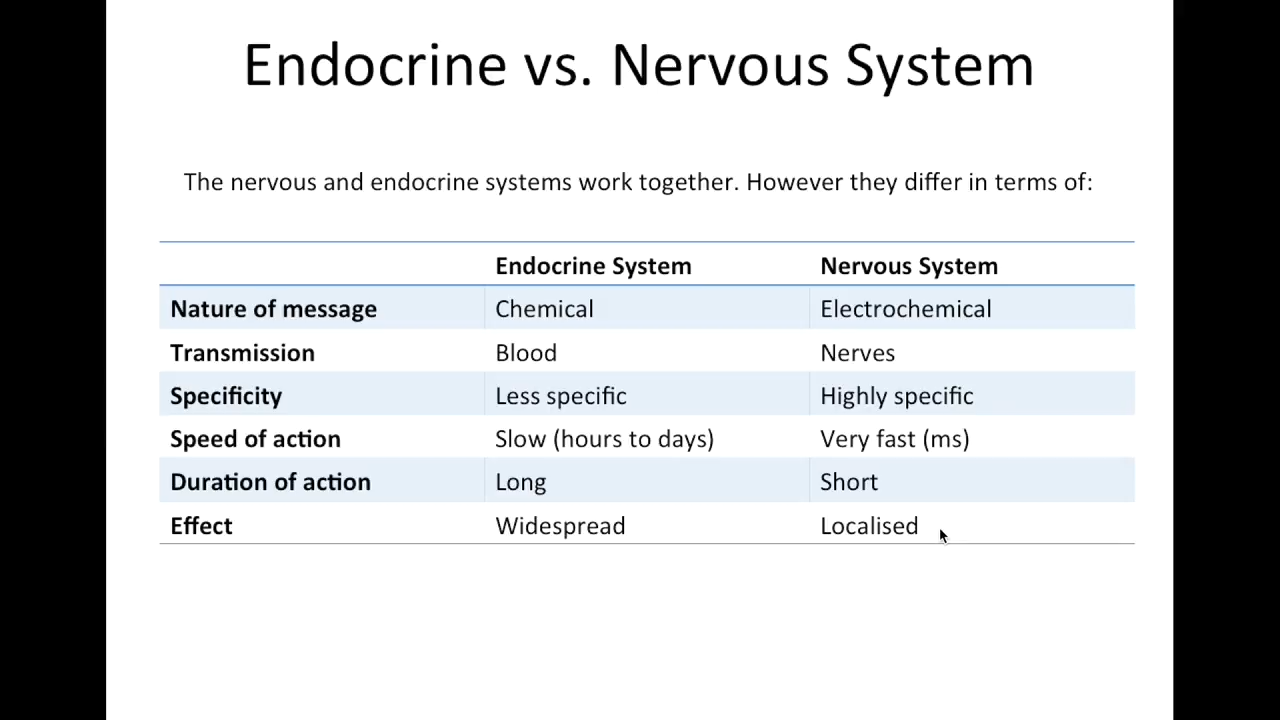 Endocrine vs. Nervous System
The nervous and endocrine systems work together. However they differ in terms of:
Endocrine System Nervous System
Nature of message Chemical Electrochemical
Transmission Blood Nerves
Specificity Less specific Highly specific
Speed of action Slow (hours to days) Very fast (ms)
Duration of action Long Short
Effect Widespread Localised